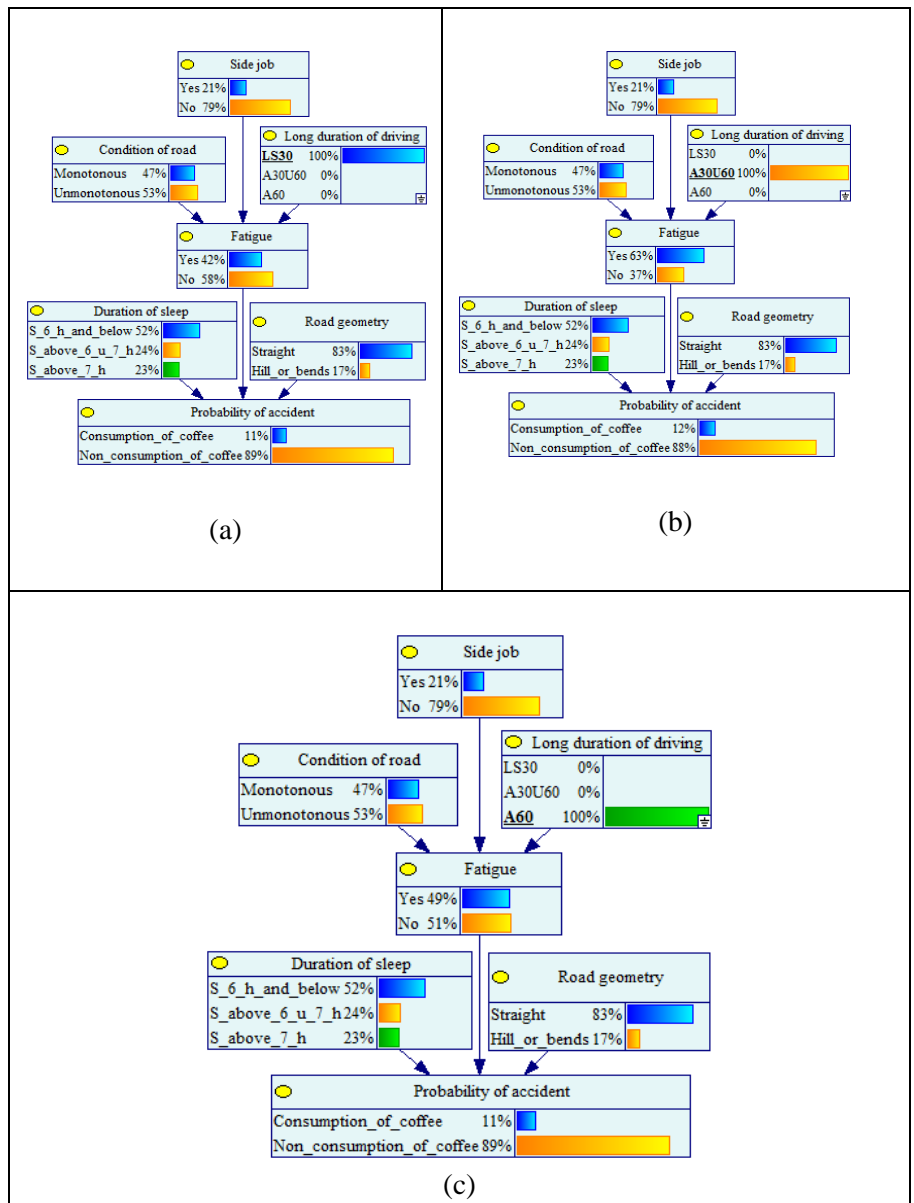 Side job
Yes 21%
No 79%
Condition of road
Monotonous 47%
Unmonotonous 53%
Long duration of driving
LS30 100%
A30U60 0%
A60 0%
Fatigue
Yes 42%
No 58%
Duration of sleep
S_6_h_and_below 52%
S_above_6_u_7_h 24%
S_above_7_h 23%
Road geometry
Straight 83%
Hill_or_bends 17%
Probability of accident
Consumption_of_coffee 11%
Non_consumption_of_coffee 89%
(a)
Side job
Yes 21%
No 79%
Condition of road
Monotonous 47%
Unmonotonous 53%
Long duration of driving
LS30 0%
A30U60 100%
A60 0%
Fatigue
Yes 63%
No 37%
Duration of sleep
S_6_h_and_below 52%
S_above_6_u_7_h 24%
S_above_7_h 23%
Road geometry
Straight 83%
Hill_or_bends 17%
Probability of accident
Consumption_of_coffee 12%
Non_consumption_of_coffee 88%
(b)
Side job
Yes 21%
No 79%
Condition of road
Monotonous 47%
Unmonotonous 53%
Long duration of driving
LS30 0%
A30U60 0%
A60 100%
Fatigue
Yes 49%
No 51%
Duration of sleep
S_6_h_and_below 52%
S_above_6_u_7_h 24%
S_above_7_h 23%
Road geometry
Straight 83%
Hill_or_bends 17%
Probability of accident
Consumption_of_coffee 11%
Non_consumption_of_coffee 89%
(c)